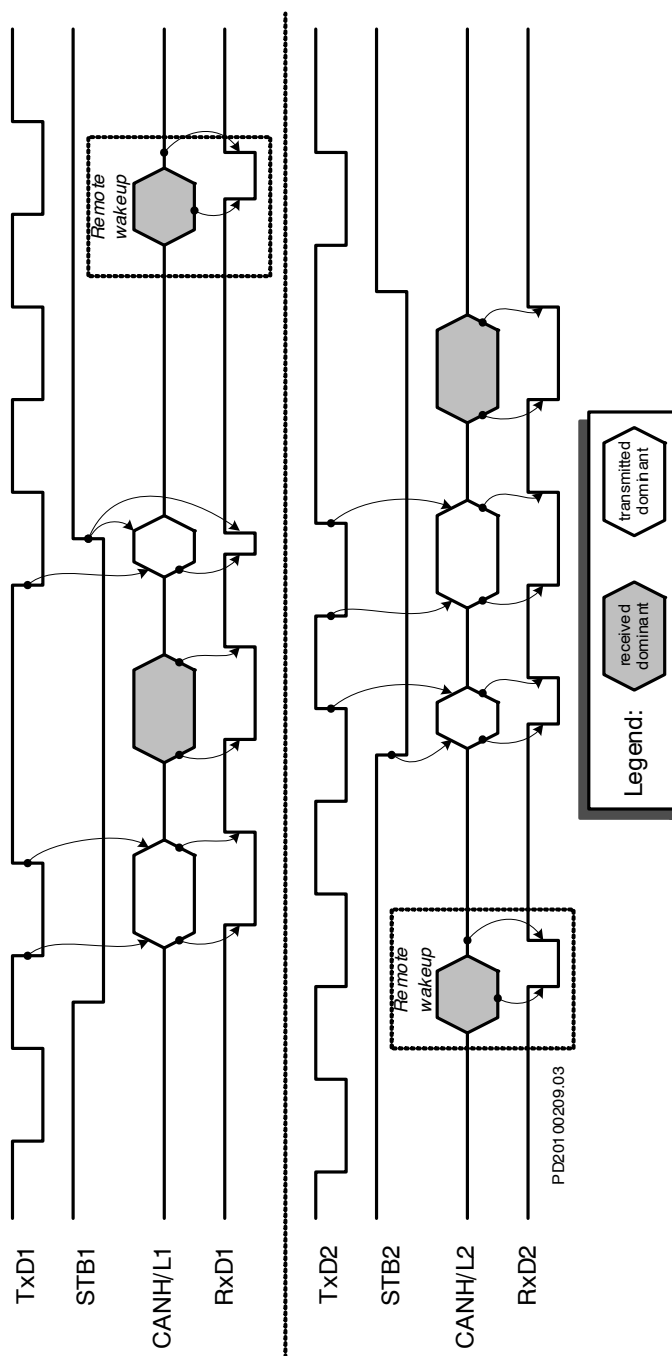 TxD1
STB1
CANH/L1
RxD1
Remote
wakeup
TxD2
STB2
CANH/L2
RxD2
Remote
wakeup
PD20100209.03
Legend:
received
dominant
transmitted
dominant